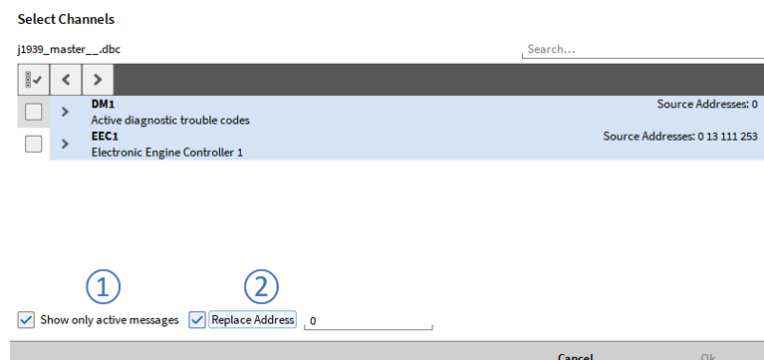 Select Channels
j1939_master__.dbc
Search...
DM1
Source Addresses: 0
Active diagnostic trouble codes
EEC1
Source Addresses: 0 13 111 253
Electronic Engine Controller 1
1 2
Show only active messages Replace Address 0
Cancel Ok